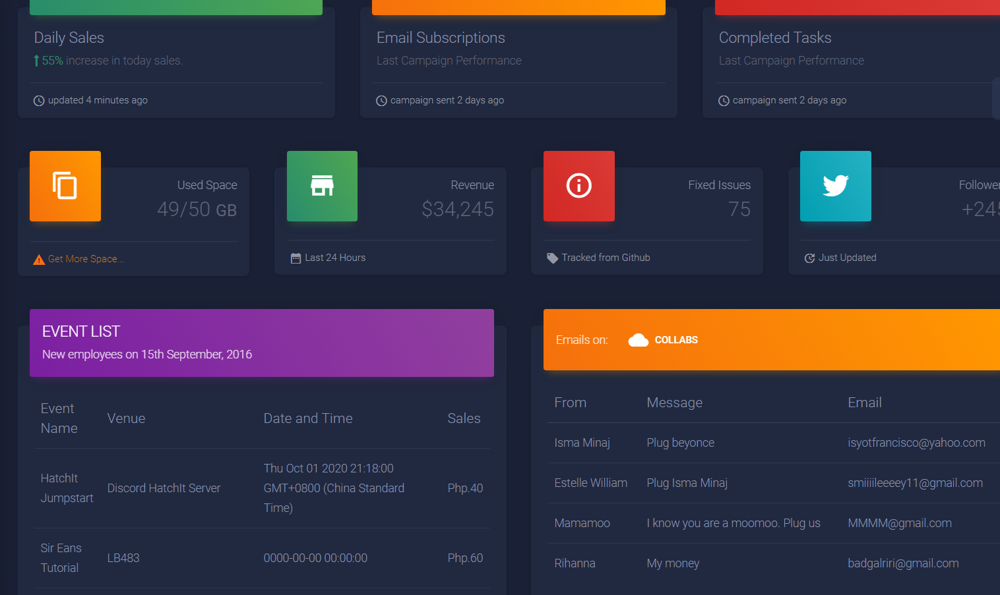 Daily Sales
55% increase in today sales.
updated 4 minutes ago
Email Subscriptions
Last Campaign Performance
campaign sent 2 days ago
Completed Tasks
Last Campaign Performance
campaign sent 2 days ago
Used Space
49/50 GB
Get More Space...
Revenue
$34,245
Last 24 Hours
Fixed Issues
75
Tracked from Github
Just Updated
EVENT LIST
New employees on 15th September, 2016
Event
Name
Venue
Date and Time
Sales
HatchIt
Jumpstart
Discord HatchIt Server
Thu Oct 01 2020 21:18:00
GMT+0800 (China Standard
Time)
Php.40
Sir Eans
Tutorial
LB483
0000-00-00 00:00:00
Php.60
Emails on:
COLLABS
From Message Email
Isma Minaj Plug beyonce isyotfrancisco@yahoo.com
Estelle William Plug Isma Minaj smiiiileeeey11@gmail.com
Mamamoo I know you are a moomoo. Plug us MMMM@gmail.com
Rihanna My money badgalriri@gmail.com